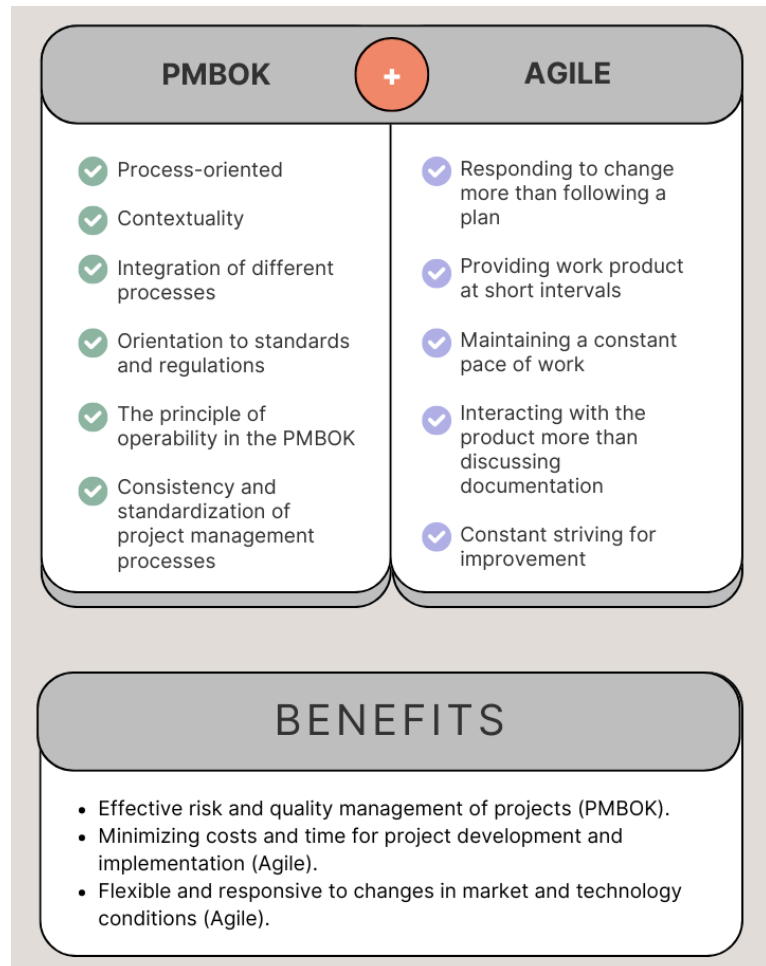 PMBOK
+
AGILE
Process-oriented
Contextuality
Integration of different
processes
Orientation to standards
and regulations
The principle of
operability in the PMBOK
Consistency and
standardization of
project management
processes
Responding to change
more than following a
plan
Providing work product
at short intervals
Maintaining a constant
pace of work
Interacting with the
product more than
discussing
documentation
Constant striving for
improvement
BENEFITS
• Effective risk and quality management of projects (PMBOK).
• Minimizing costs and time for project development and
implementation (Agile).
• Flexible and responsive to changes in market and technology
conditions (Agile).